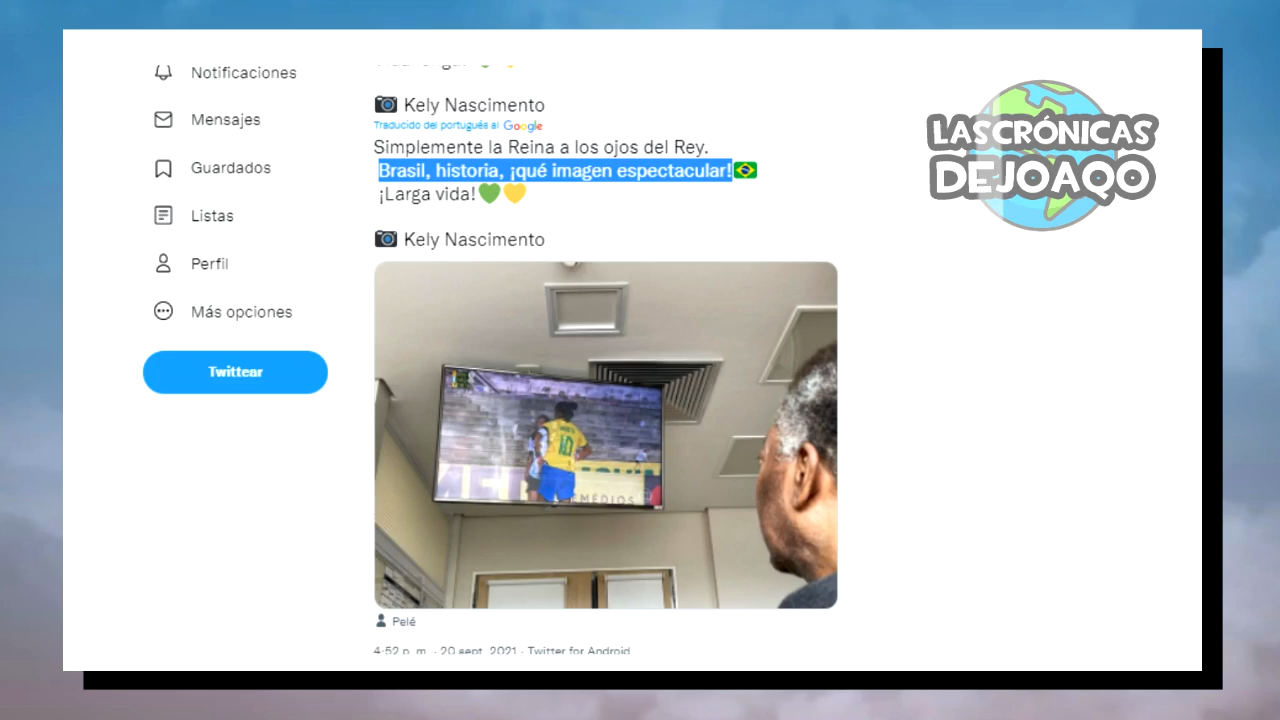 Notificaciones
Mensajes
Guardados
Listas
Perfil
Más opciones
Twittear
Kely Nascimento
Traducido del portugués al Google
Simplemente la Reina a los ojos del Rey.
Brasil, historia, ¡qué imagen espectacular!
¡Larga vida!
Kely Nascimento
10
Pelé
4:52 p. m. · 20 sept. 2021 · Twitter for Android
LASCRÓNICAS
DEJOAQO